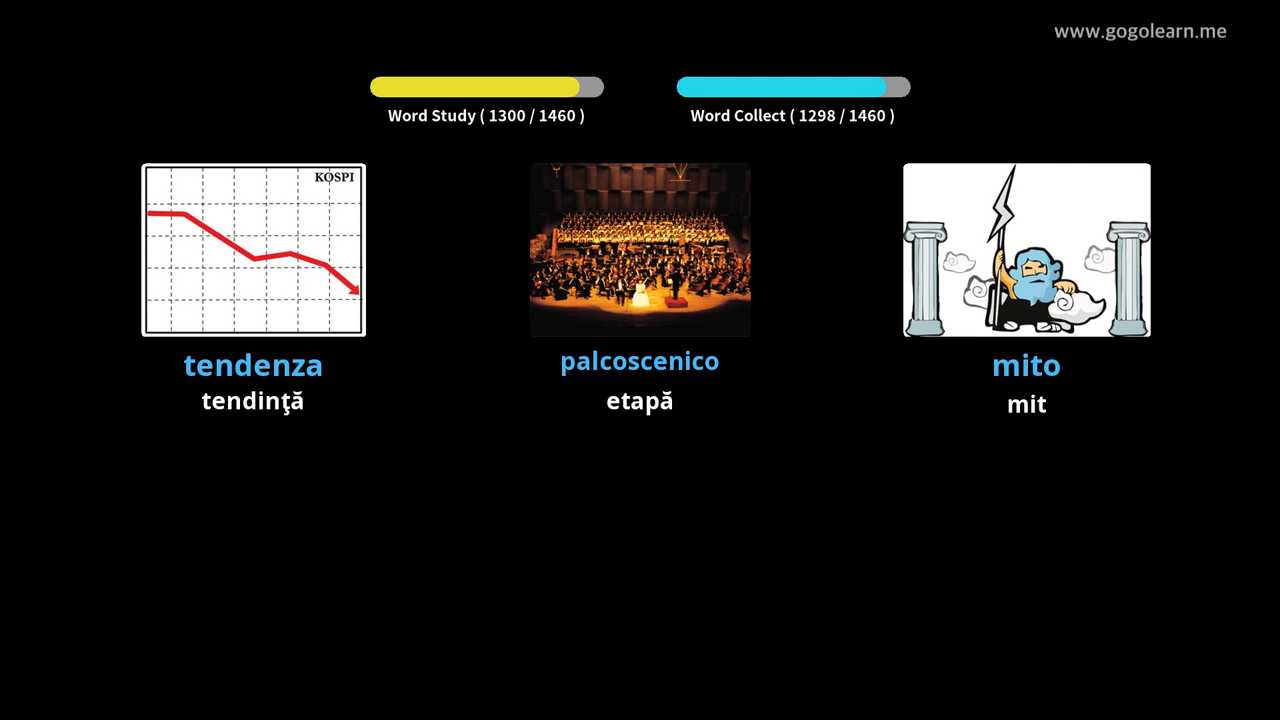 www.gogolearn.me
Word Study ( 1300 / 1460 )
Word Collect ( 1298 / 1460 )
KOSPI
tendenza
palcoscenico
mito
tendinţă
etapă
mit